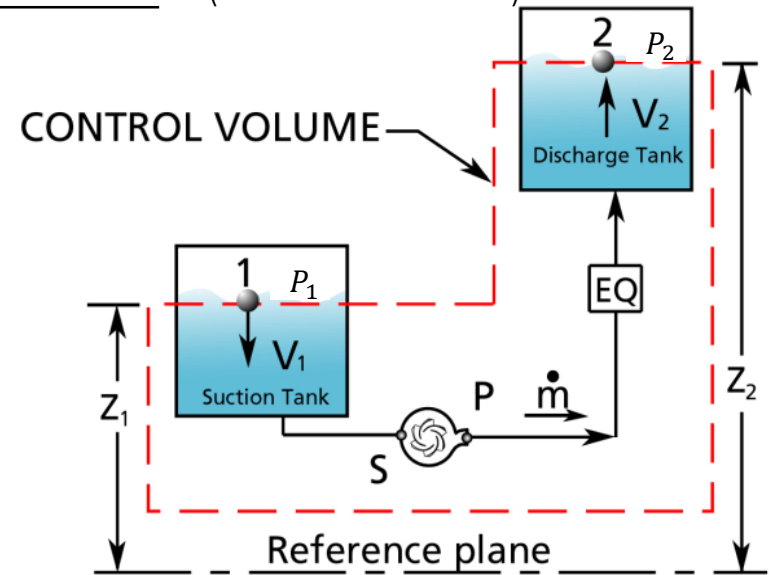 2
P₂
CONTROL VOLUME
V₂
Discharge Tank
1
P₁
EQ
V₁
Suction Tank
Z₁
Z₂
P
ṁ
S
Reference plane